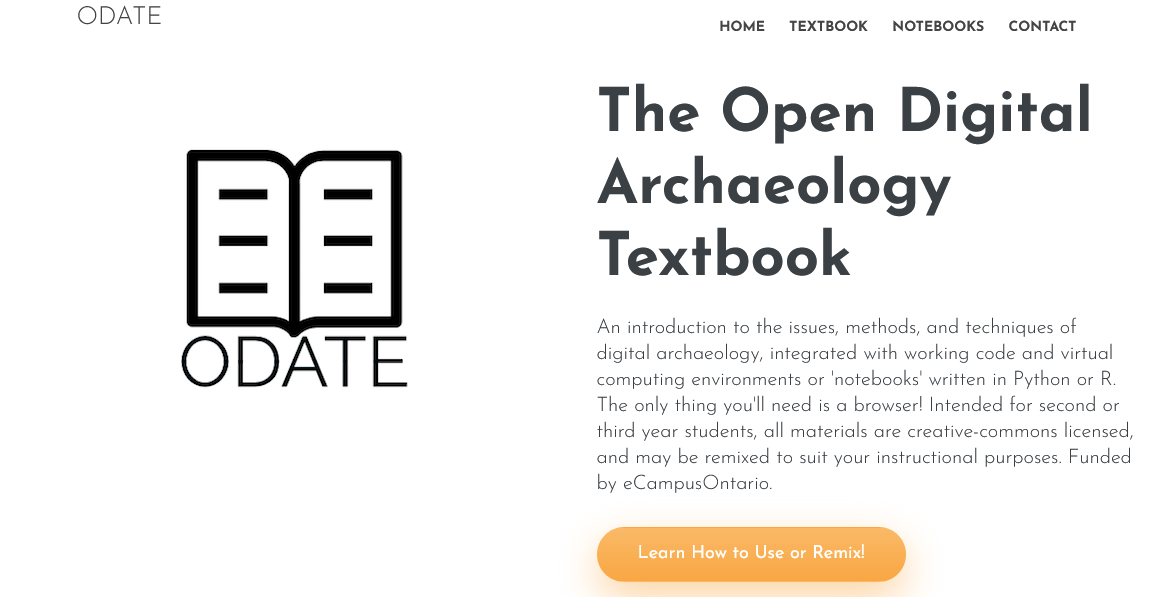 ODATE
HOME TEXTBOOK NOTEBOOKS CONTACT
ODATE
The Open Digital
Archaeology
Textbook
An introduction to the issues, methods, and techniques of
digital archaeology, integrated with working code and virtual
computing environments or 'notebooks' written in Python or R.
The only thing you'll need is a browser! Intended for second or
third year students, all materials are creative-commons licensed,
and may be remixed to suit your instructional purposes. Funded
by eCampusOntario.
Learn How to Use or Remix!